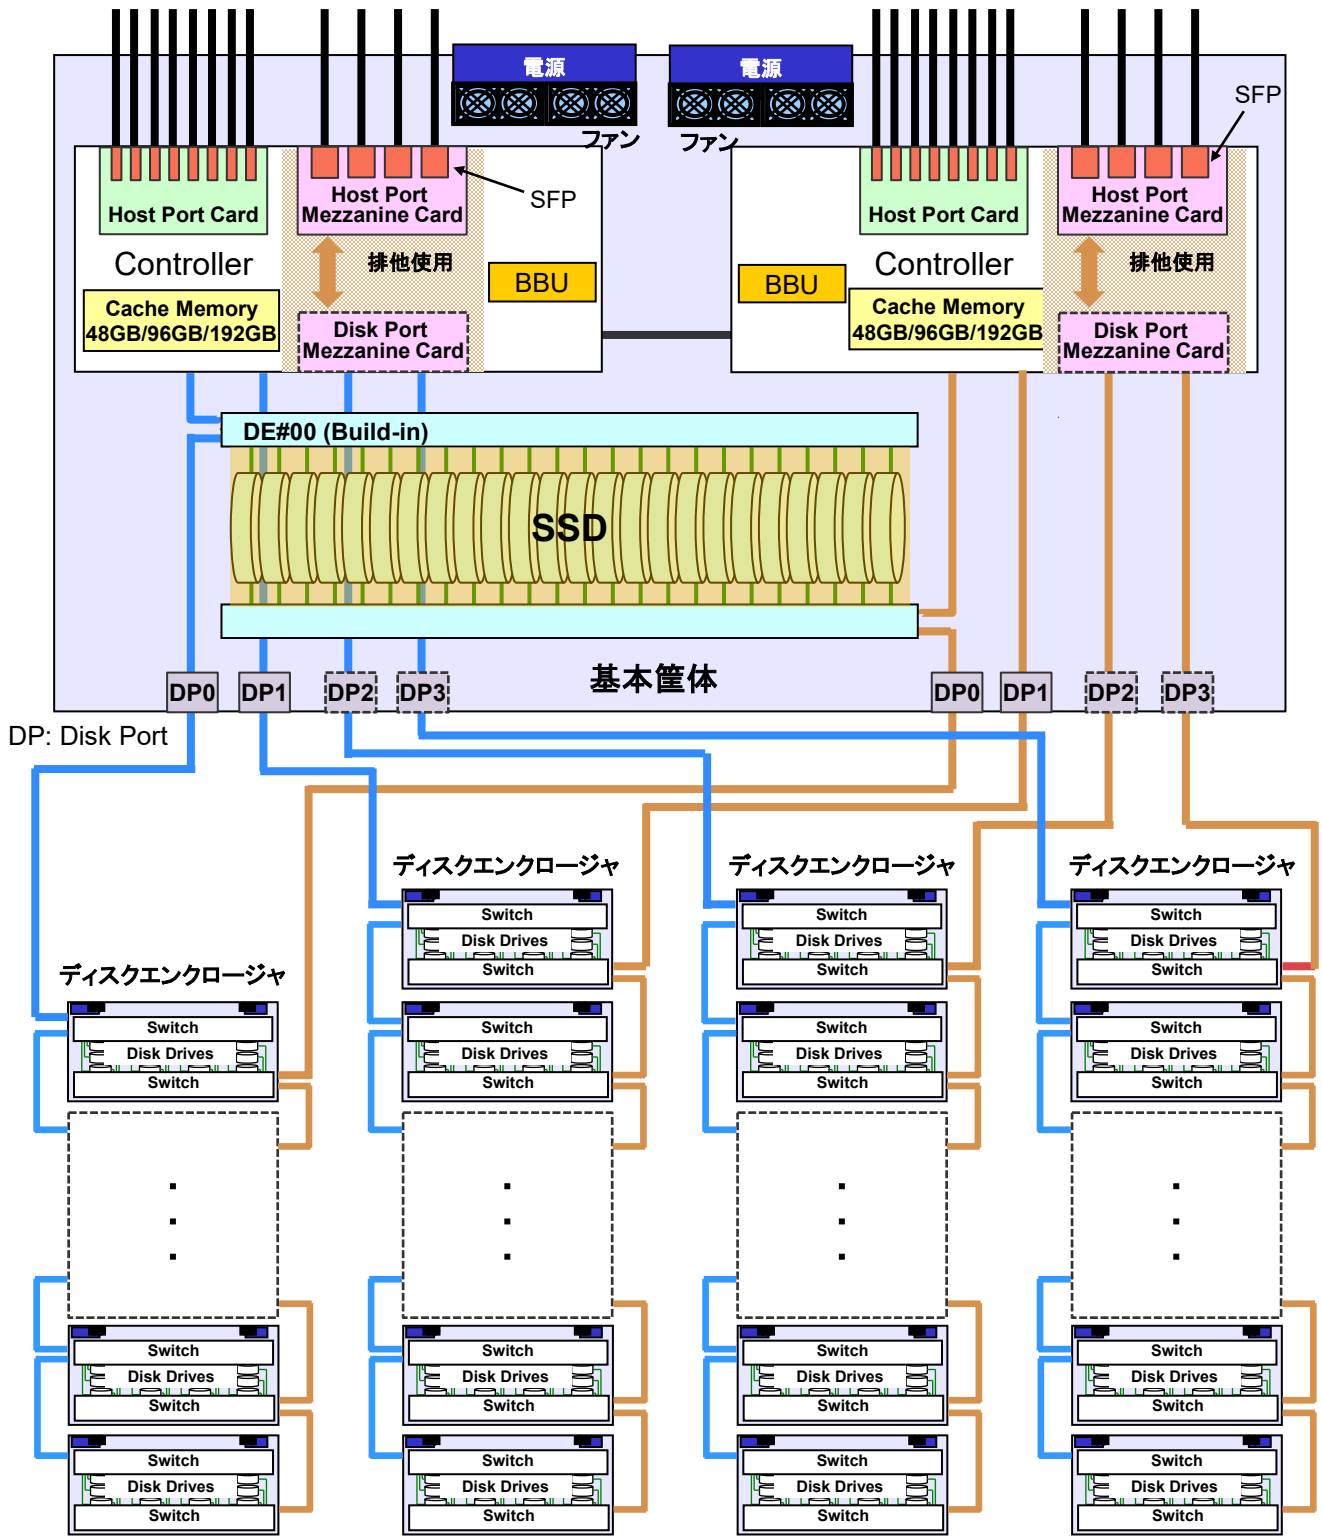 電源
電源
ファン
ファン
SFP
SFP
Host Port Card
Host Port
Mezzanine Card
Host Port Card
Host Port
Mezzanine Card
Controller
排他使用
BBU
BBU
Controller
排他使用
Cache Memory
48GB/96GB/192GB
Disk Port
Mezzanine Card
Cache Memory
48GB/96GB/192GB
Disk Port
Mezzanine Card
DE#00 (Build-in)
SSD
基本筐体
DP0
DP1
DP2
DP3
DP0
DP1
DP2
DP3
DP: Disk Port
ディスクエンクロージャ
ディスクエンクロージャ
ディスクエンクロージャ
Switch
Disk Drives
Switch
Switch
Disk Drives
Switch
Switch
Disk Drives
Switch
ディスクエンクロージャ
Switch
Disk Drives
Switch
Switch
Disk Drives
Switch
Switch
Disk Drives
Switch
Switch
Disk Drives
Switch
Switch
Disk Drives
Switch
Switch
Disk Drives
Switch
Switch
Disk Drives
Switch
Switch
Disk Drives
Switch
Switch
Disk Drives
Switch
Switch
Disk Drives
Switch
Switch
Disk Drives
Switch
Switch
Disk Drives
Switch